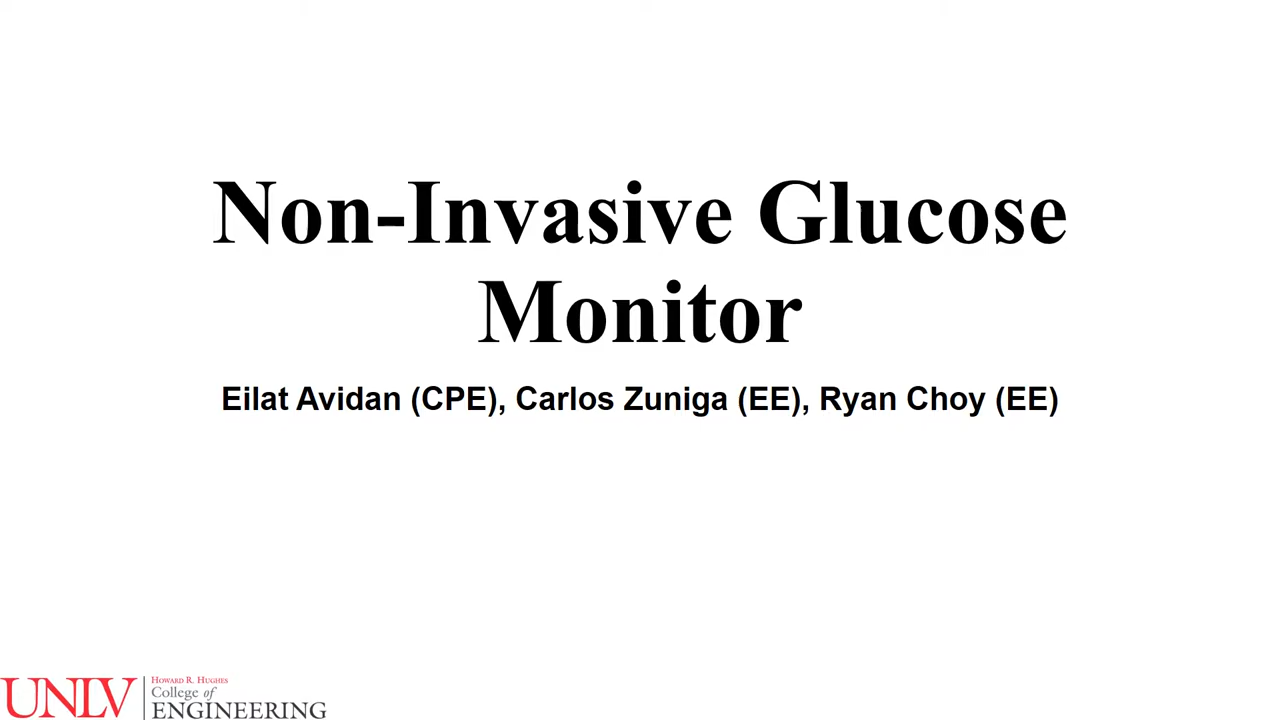 Non-Invasive Glucose
Monitor
Eilat Avidan (CPE), Carlos Zuniga (EE), Ryan Choy (EE)
UNLV
HOWARD R. HUGHES
College of
ENGINEERING